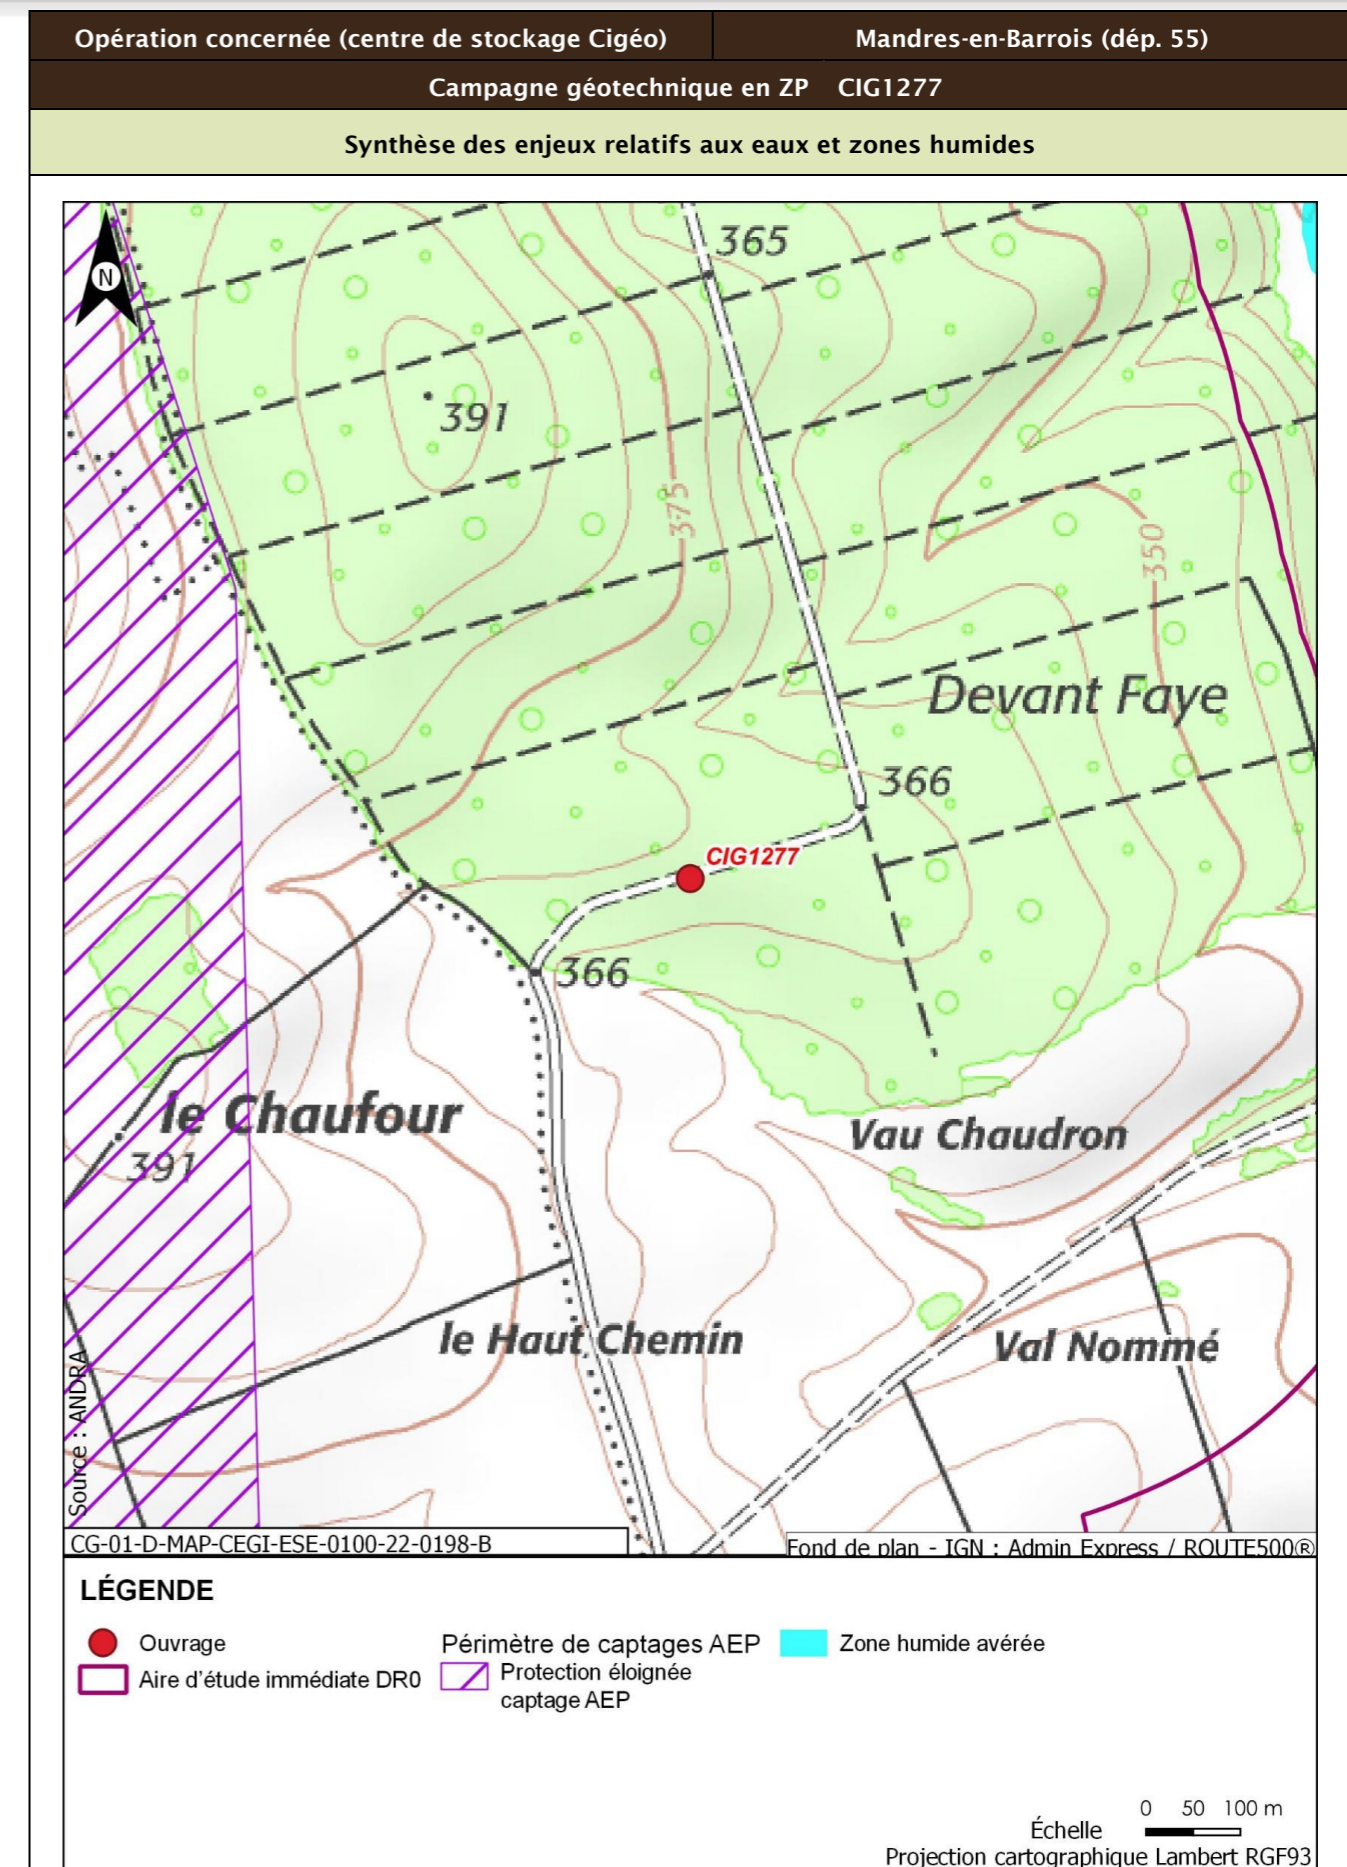 Opération concernée (centre de stockage Cigéo)
Mandres-en-Barrois (dép. 55)
Campagne géotechnique en ZP CIG1277
Synthèse des enjeux relatifs aux eaux et zones humides
N
365
391
375
350
Devant Faye
366
CIG1277
366
le Chaufour
391
Vau Chaudron
le Haut Chemin
Val Nommé
Source : ANDRA
CG-01-D-MAP-CEGI-ESE-0100-22-0198-B
Fond de plan - IGN : Admin Express / ROUTE500®
LÉGENDE
Ouvrage
Aire d'étude immédiate DR0
Périmètre de captages AEP
Protection éloignée
captage AEP
Zone humide avérée
0 50 100 m
Échelle
Projection cartographique Lambert RGF93